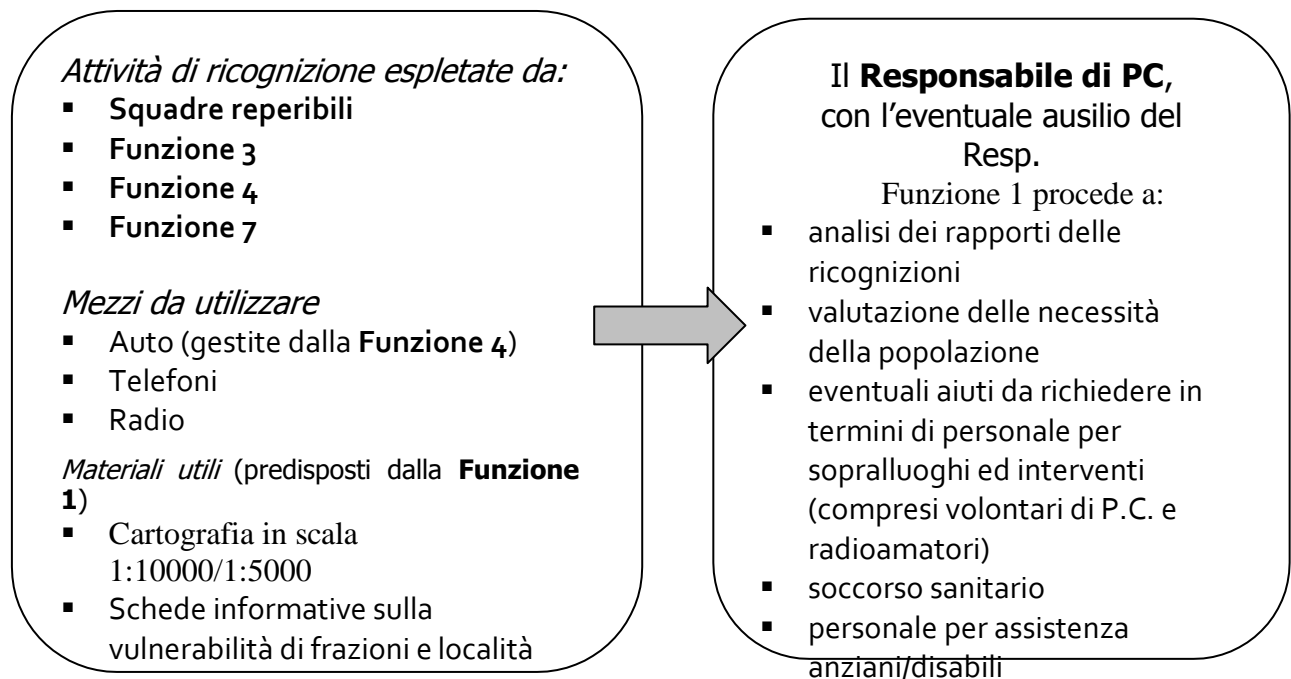 Attività di ricognizione espletate da:
▪ Squadre reperibili
▪ Funzione 3
▪ Funzione 4
▪ Funzione 7
Mezzi da utilizzare
▪ Auto (gestite dalla Funzione 4)
▪ Telefoni
▪ Radio
Materiali utili (predisposti dalla Funzione
1)
▪ Cartografia in scala
1:10000/1:5000
▪ Schede informative sulla
vulnerabilità di frazioni e località
Il Responsabile di PC,
con l'eventuale ausilio del
Resp.
Funzione 1 procede a:
▪ analisi dei rapporti delle
ricognizioni
▪ valutazione delle necessità
della popolazione
▪ eventuali aiuti da richiedere in
termini di personale per
sopralluoghi ed interventi
(compresi volontari di P.C. e
radioamatori)
▪ soccorso sanitario
▪ personale per assistenza
anziani/disabili